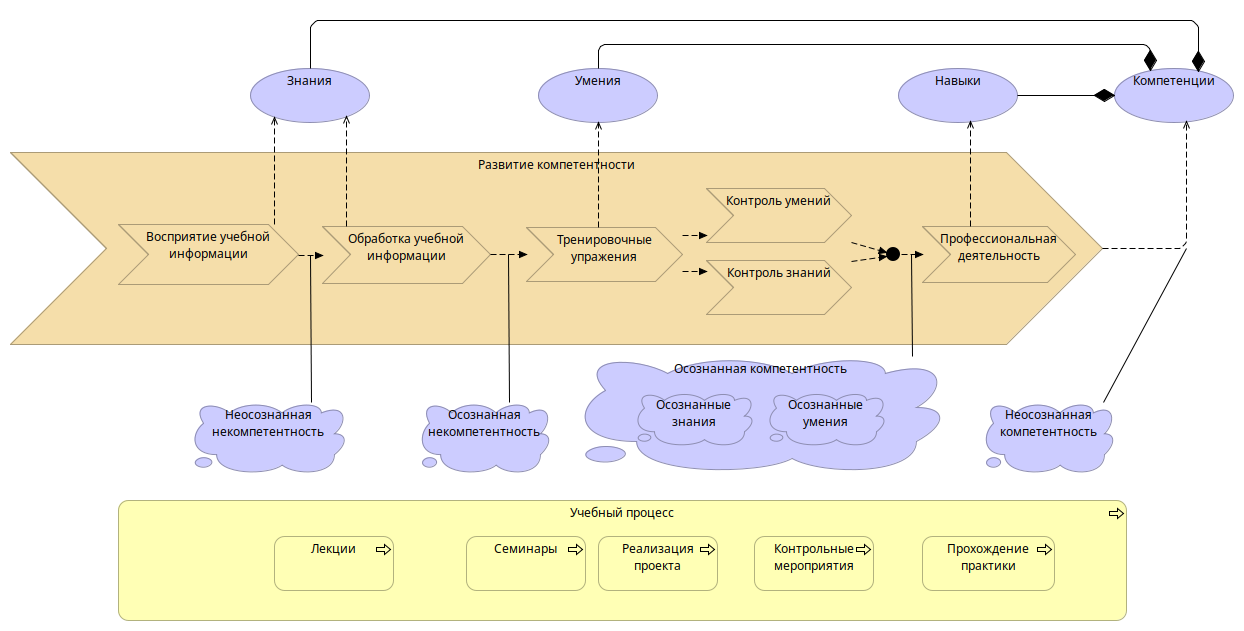 Знания
Умения
Навыки
Компетенции
Развитие компетентности
Восприятие учебной
информации
Обработка учебной
информации
Тренировочные
упражения
Контроль умений
Контроль знаний
Профессиональная
деятельность
Неосознанная
некомпетентность
Осознанная
некомпетентность
Осознанная компетентность
Осознанные
знания
Осознанные
умения
Неосознанная
компетентность
Учебный процесс
Лекции
Семинары
Реализация
проекта
Контрольные
мероприятия
Прохождение
практики